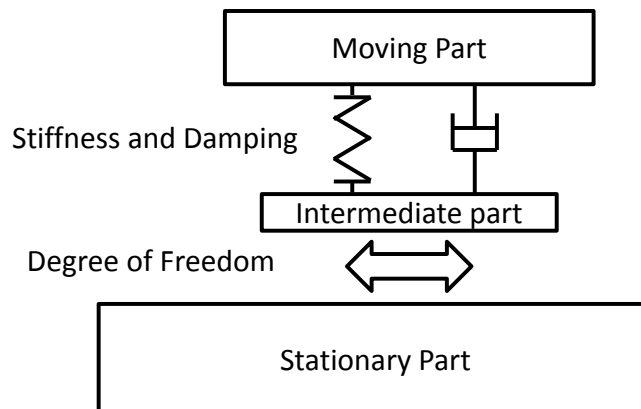 Moving Part
Stiffness and Damping
Intermediate part
Degree of Freedom
Stationary Part